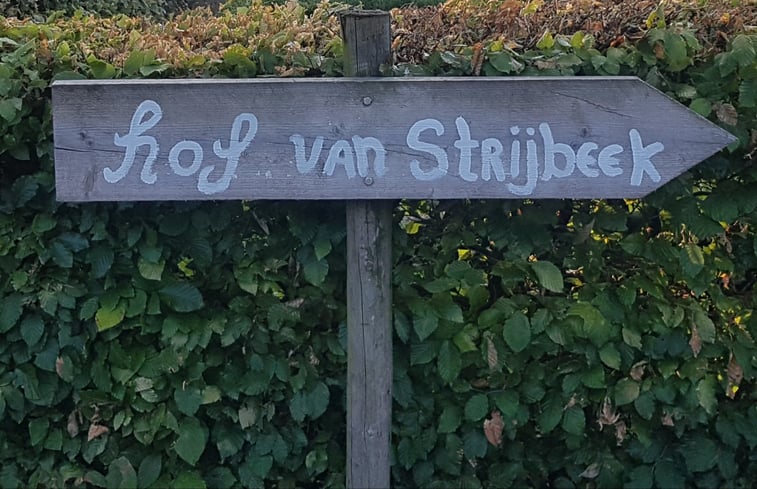 hof van Strijbeek